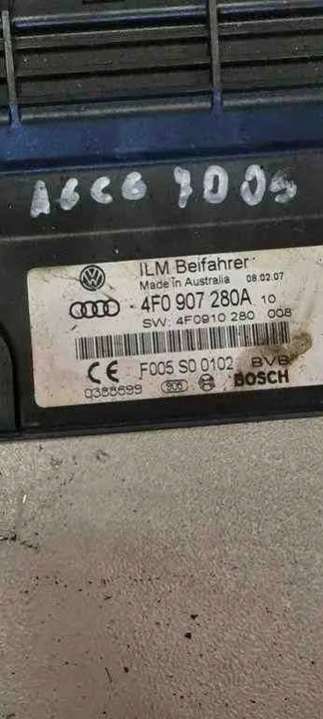 A6C6 2005
ILM Beifahrer
Made in Australia 08.02.07
4F0 907 280A 10
SW: 4F0910 280 008
CE F005 S0 0102 BVB
0388699 BOSCH